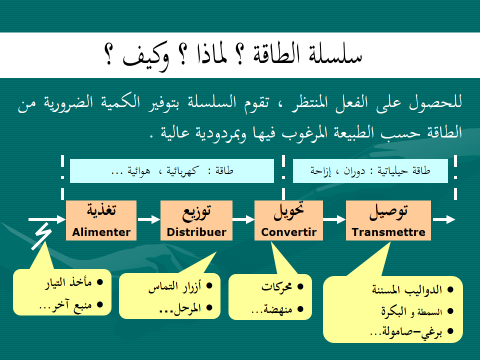 سلسلة الطاقة ؟ لماذا ؟ وكيف ؟
للحصول على الفعل المنتظر ، تقوم السلسلة بتوفير الكمية الضرورية من
الطاقة حسب الطبيعة المرغوب فيها وبمردودية عالية .
طاقة : كهربائية ، هوائية ...
طاقة حيلياتية : دوران ، إزاحة
تغذية
Alimenter
توزيع
Distribuer
تحويل
Convertir
توصيل
Transmettre
• مأخذ التيار
• منبع آخر...
• أزرار التماس
• المرحل...
• محركات
• منهضة...
• الدواليب المسننة
• السمطة و البكرة
• برغي-صامولة...